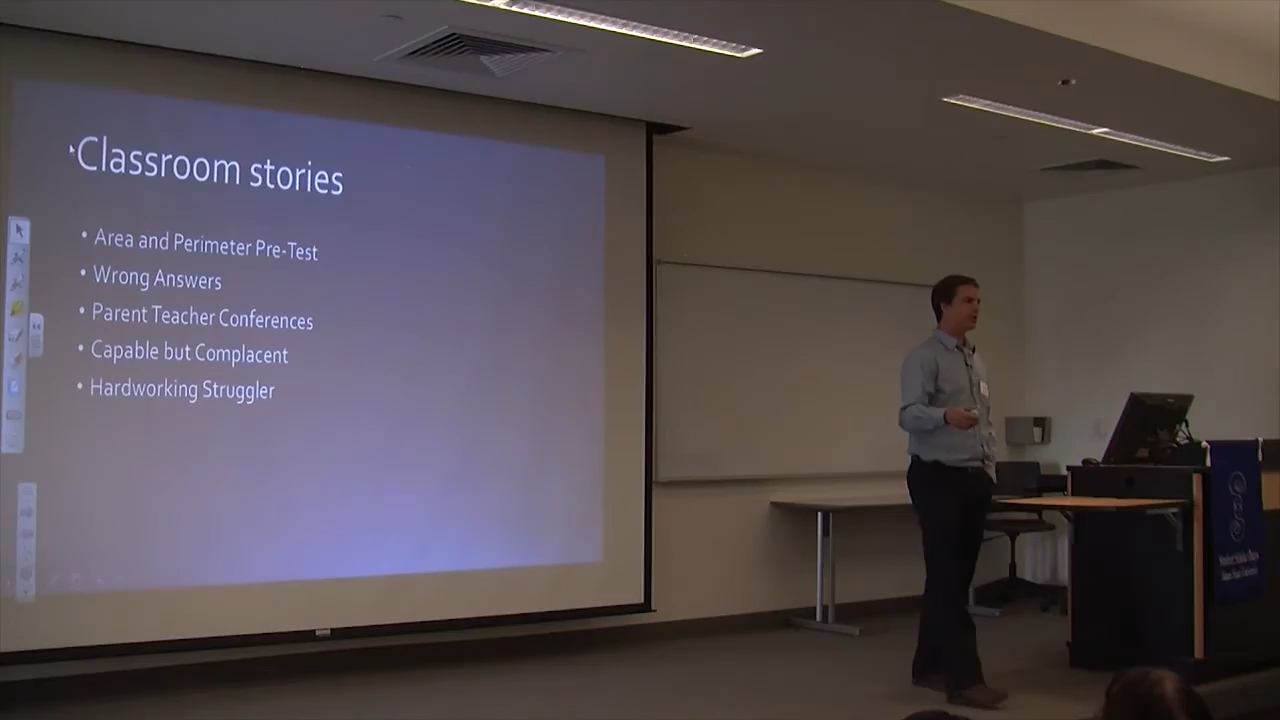 Classroom stories
• Area and Perimeter Pre-Test
• Wrong Answers
• Parent Teacher Conferences
• Capable but Complacent
• Hardworking Struggler